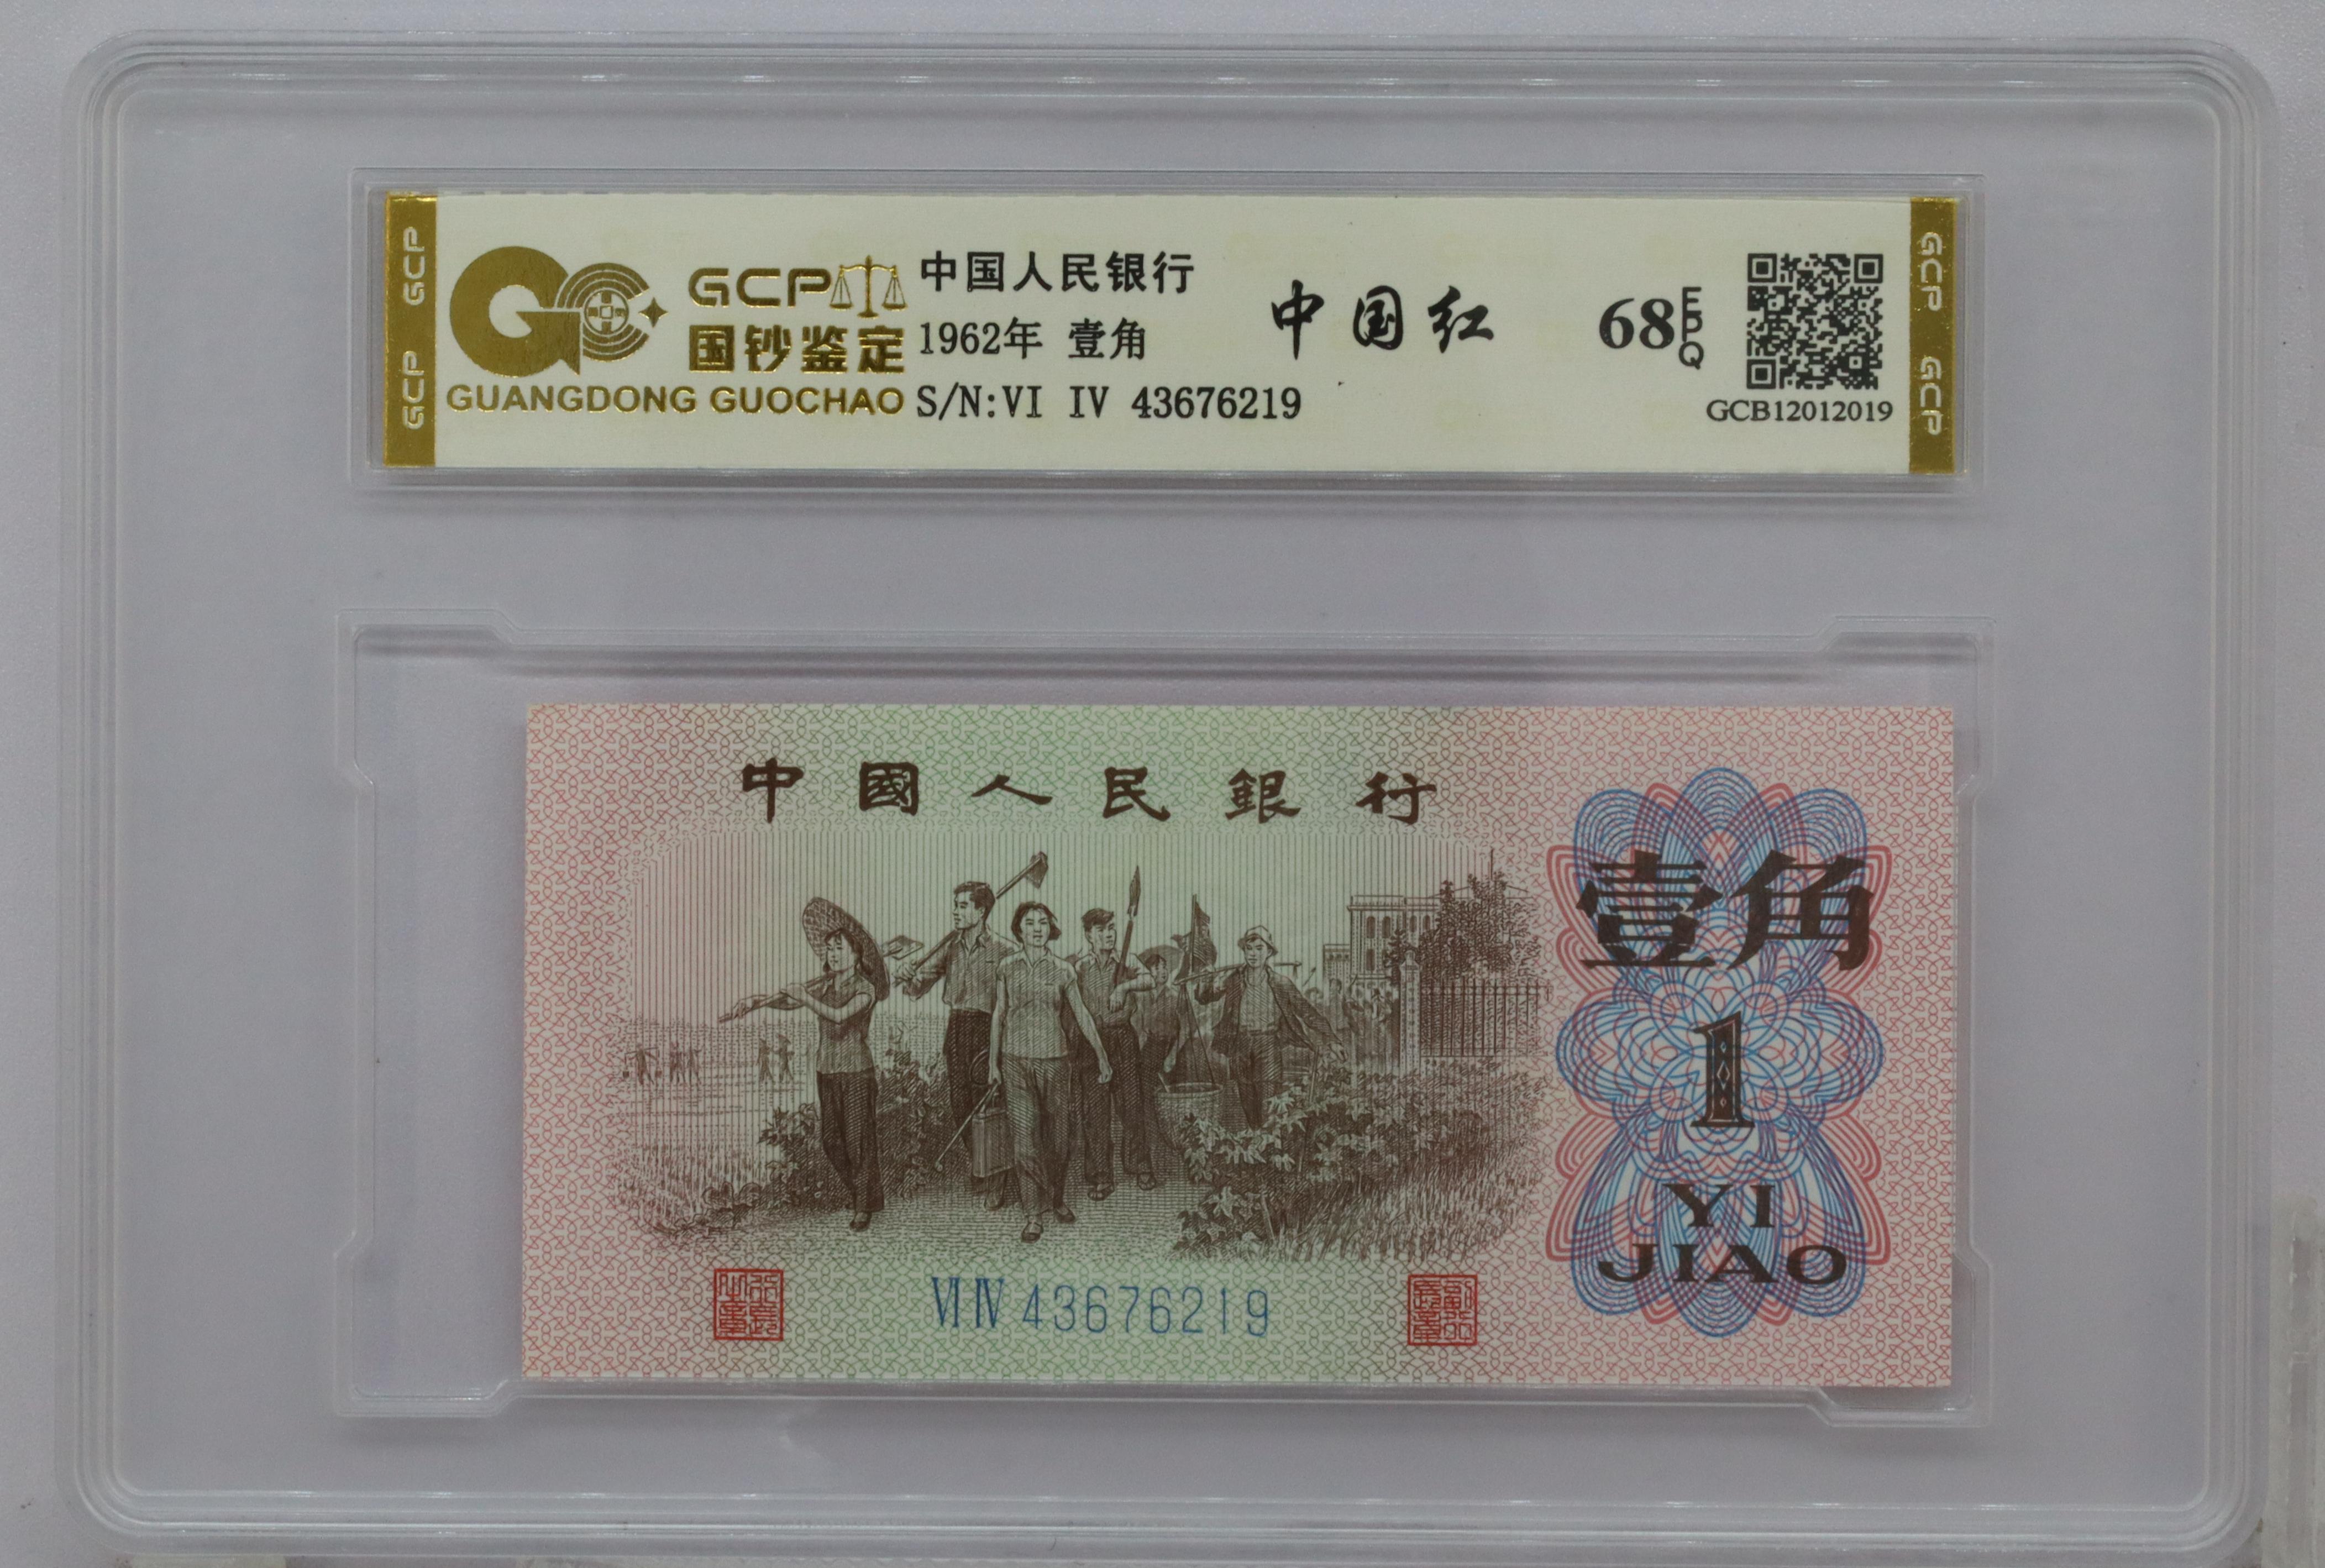 GCP GCP
GCP
国钞鉴定
GUANGDONG GUOCHAO
中国人民银行
1962年 壹角
S/N:VI IV 43676219
中国红
68 EPQ
GCB12012019
GCP GCP
中國人民銀行
壹角
1
YI
JIAO
VI IV 43676219